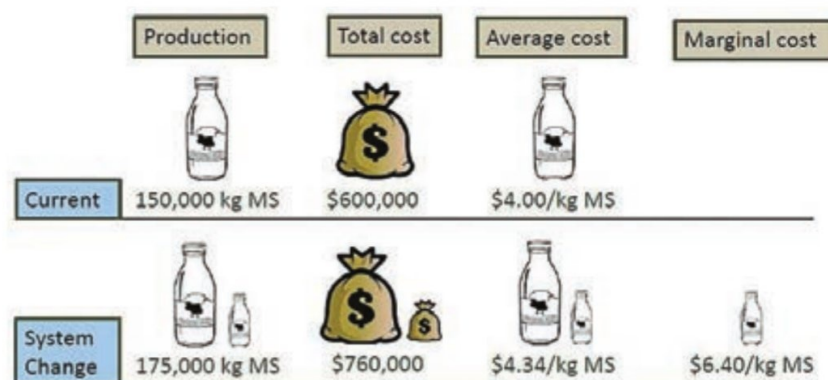 Production Total cost Average cost Marginal cost
$ 
Current 150,000 kg MS $600,000 $4.00/kg MS
$ $
System
Change 175,000 kg MS $760,000 $4.34/kg MS $6.40/kg MS